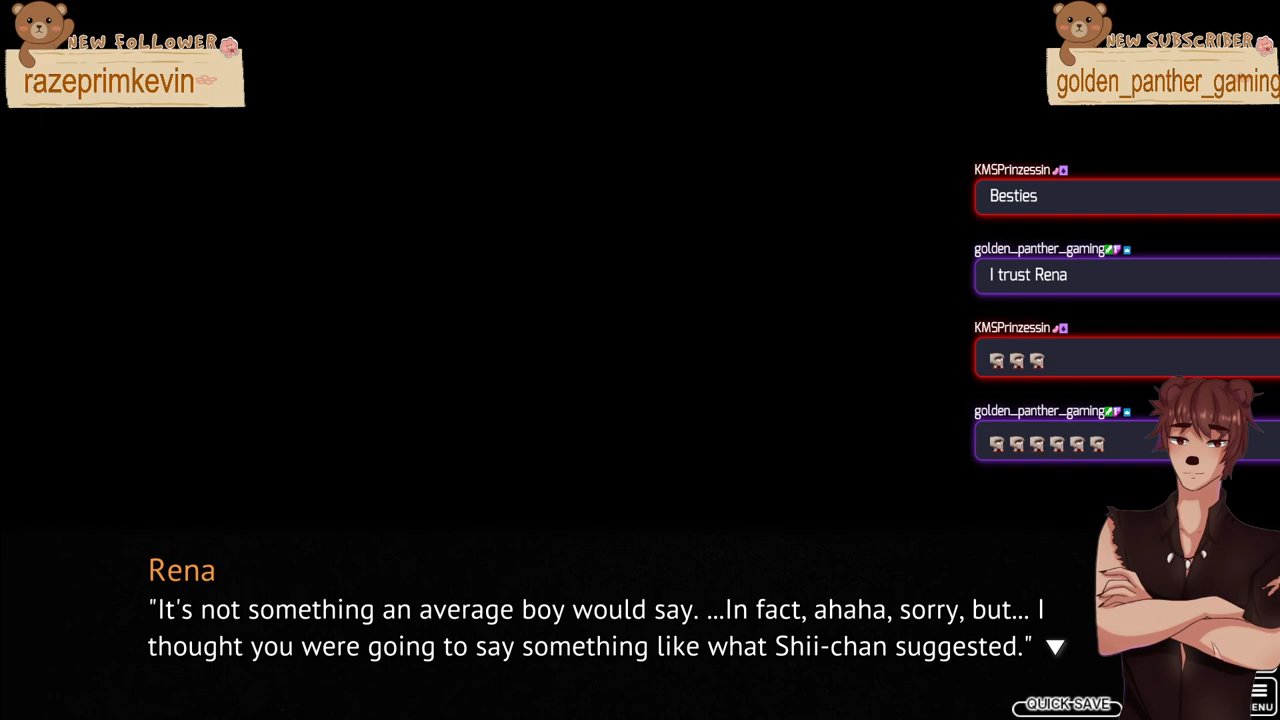 NEW FOLLOWER
razeprimkevin
NEW SUBSCRIBER
golden_panther_gaming
KMSPrinzessin
Besties
golden_panther_gaming
I trust Rena
KMSPrinzessin
golden_panther_gaming
Rena
"It's not something an average boy would say. ...In fact, ahaha, sorry, but... I
thought you were going to say something like what Shii-chan suggested."
QUICK SAVE
ENU